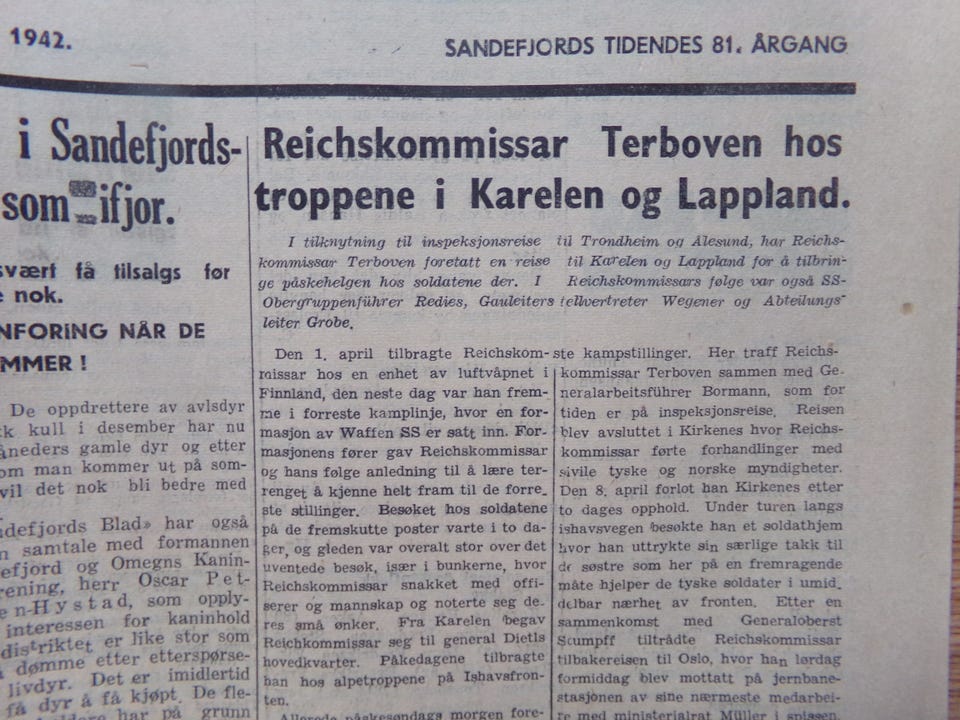 1942.
SANDEFJORDS TIDENDES 81. ÅRGANG
i Sandefjords-
som ifjor.
svært få tilsalgs før
e nok.
NFORING NÅR DE
MMER !
De oppdrettere av avlsdyr
kk kull i desember har nu
åneders gamle dyr og etter
om man kommer ut på som-
vil det nok bli bedre med
ndefjords Blad» har også
n samtale med formannen
efjord og Omegns Kanin-
rening, herr Oscar Pet-
en-Hystad, som opply-
interessen for kaninhold
distriktet er like stor som
å dømme etter etterspørse-
livdyr. Det er imidlertid
få dyr å få kjøpt. De fle-
har på grunn
Reichskommissar Terboven hos
troppene i Karelen og Lappland.
I tilknytning til inspeksjonsreise til Trondheim og Ålesund, har Reichs-
kommissar Terboven foretatt en reise til Karelen og Lappland for å tilbrin-
ge påskehelgen hos soldatene der. I Reichskommissars følge var også SS-
Obergruppenführer Redies, Gauleiters tellvertreter Wegener og Abteilungs-
leiter Grobe.
Den 1. april tilbragte Reichskom-
missar hos en enhet av luftvåpnet i
Finnland, den neste dag var han frem-
me i forreste kamplinje, hvor en for-
masjon av Waffen SS er satt inn. For-
masjonens fører gav Reichskommissar
og hans følge anledning til å lære ter-
renget å kjenne helt fram til de forre-
ste stillinger. Besøket hos soldatene
på de fremskutte poster varte i to da-
ger, og gleden var overalt stor over det
uventede besøk, især i bunkerne, hvor
Reichskommissar snakket med offi-
serer og mannskap og noterte seg de-
res små ønker. Fra Karelen begav
Reichkommissar seg til general Dietls
hovedkvarter. Påkedagene tilbragte
han hos alpetroppene på Ishavsfron-
ten.
Allerede påskesøndags morgen fore-
ste kampstillinger. Her traff Reichs-
kommissar Terboven sammen med Ge-
neralarbeitsführer Bormann, som for
tiden er på inspeksjonsreise. Reisen
blev avsluttet i Kirkenes hvor Reichs-
kommissar førte forhandlinger med
sivile tyske og norske myndigheter.
Den 8. april forlot han Kirkenes etter
to dages opphold. Under turen langs
ishavsvegen besøkte han et soldathjem
hvor han uttrykte sin særlige takk til
de søstre som her på en fremragende
måte hjelper de tyske soldater i umid.
delbar nærhet av fronten. Etter en
sammenkomst med Generaloberst
Stumpff tiltrådte Reichskommissar
tilbakereisen til Oslo, hvor han lørdag
formiddag blev mottatt på jernbane-
stasjonen av sine nærmeste medarbei-
re med ministerialrat Müller i spissen.